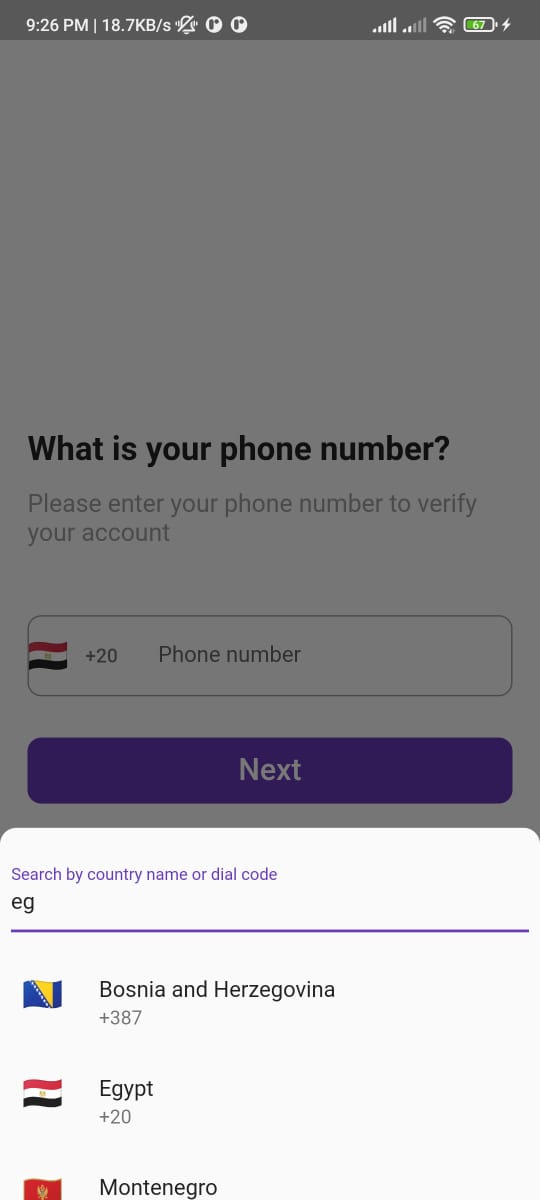 9:26 PM | 18.7KB/s
67
What is your phone number?
Please enter your phone number to verify
your account
+20 Phone number
Next
Search by country name or dial code
eg
Bosnia and Herzegovina
+387
Egypt
+20
Montenegro